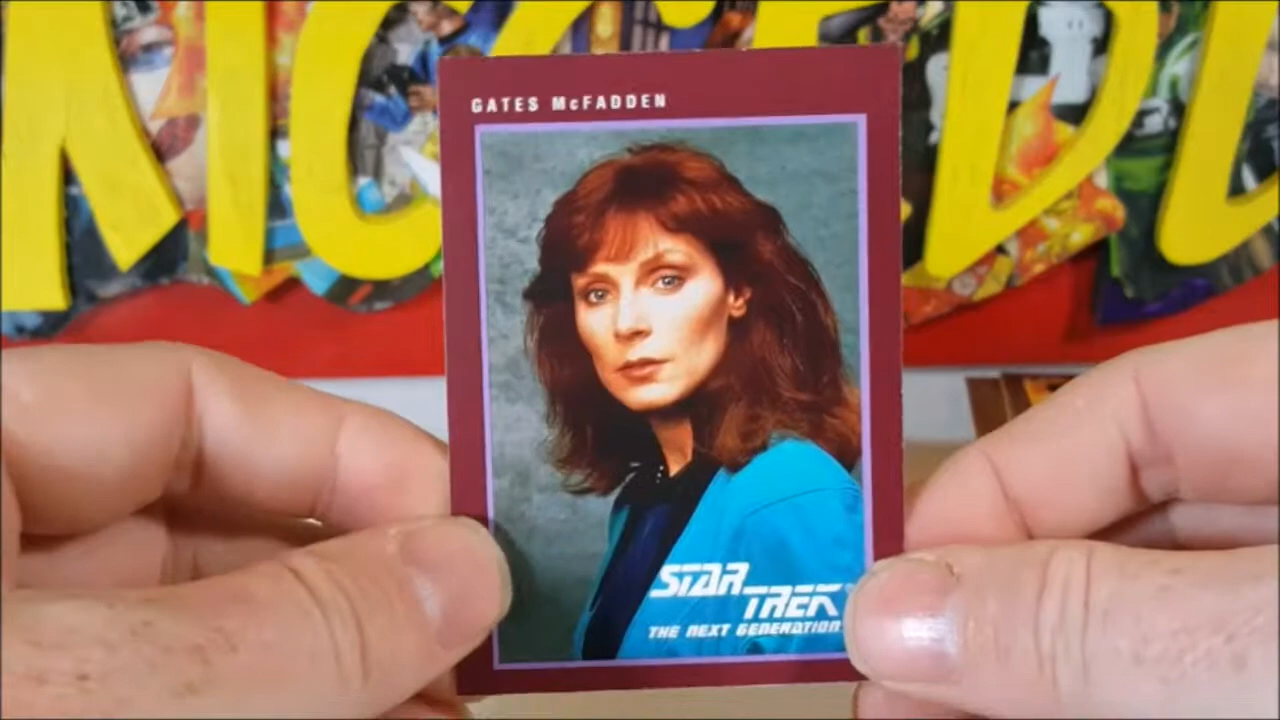 GATES McFADDEN
STAR
TREK
THE NEXT GENERATION